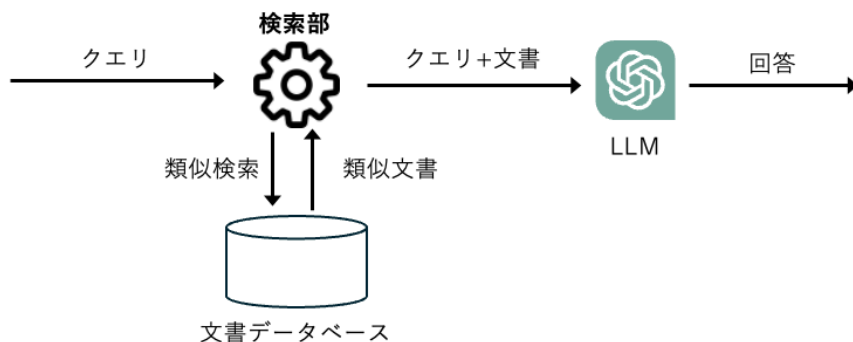 検索部
クエリ
クエリ+文書
回答
LLM
類似検索
類似文書
文書データベース